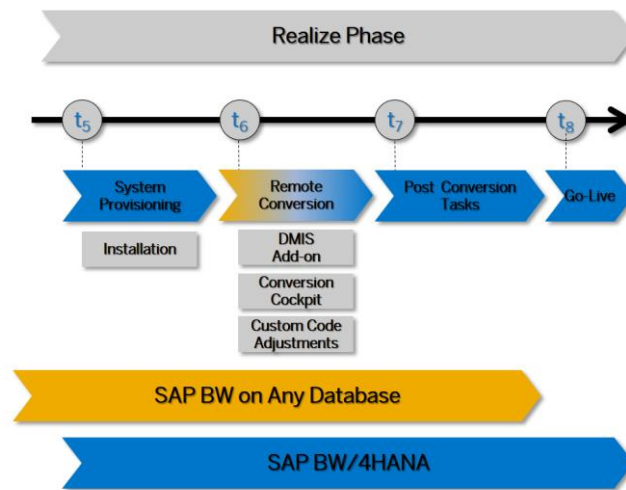 Realize Phase
t5
t6
t7
t8
System
Provisioning
Remote
Conversion
Post Conversion
Tasks
Go-Live
Installation
DMIS
Add-on
Conversion
Cockpit
Custom Code
Adjustments
SAP BW on Any Database
SAP BW/4HANA